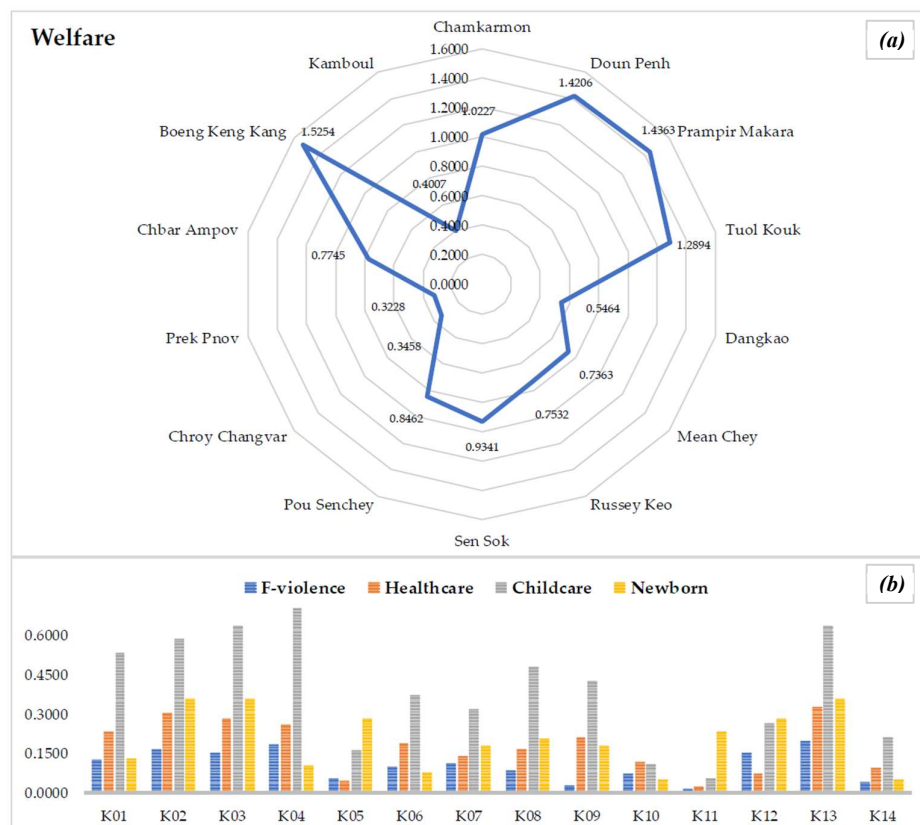 Welfare
(a)
Chamkarmon
Kamboul
Doun Penh
Boeng Keng Kang
Prampir Makara
Chbar Ampov
Tuol Kouk
Prek Pnov
Dangkao
Chroy Changvar
Mean Chey
Pou Senchey
Russey Keo
Sen Sok
1.6000
1.4000
1.2000
1.0000
0.8000
0.6000
0.4000
0.2000
0.0000
1.0227
1.4206
1.4363
1.2894
0.5464
0.7363
0.7532
0.9341
0.8462
0.3458
0.3228
0.7745
1.5254
0.4007
(b)
F-violence Healthcare Childcare Newborn
0.6000
0.4500
0.3000
0.1500
0.0000
K01 K02 K03 K04 K05 K06 K07 K08 K09 K10 K11 K12 K13 K14